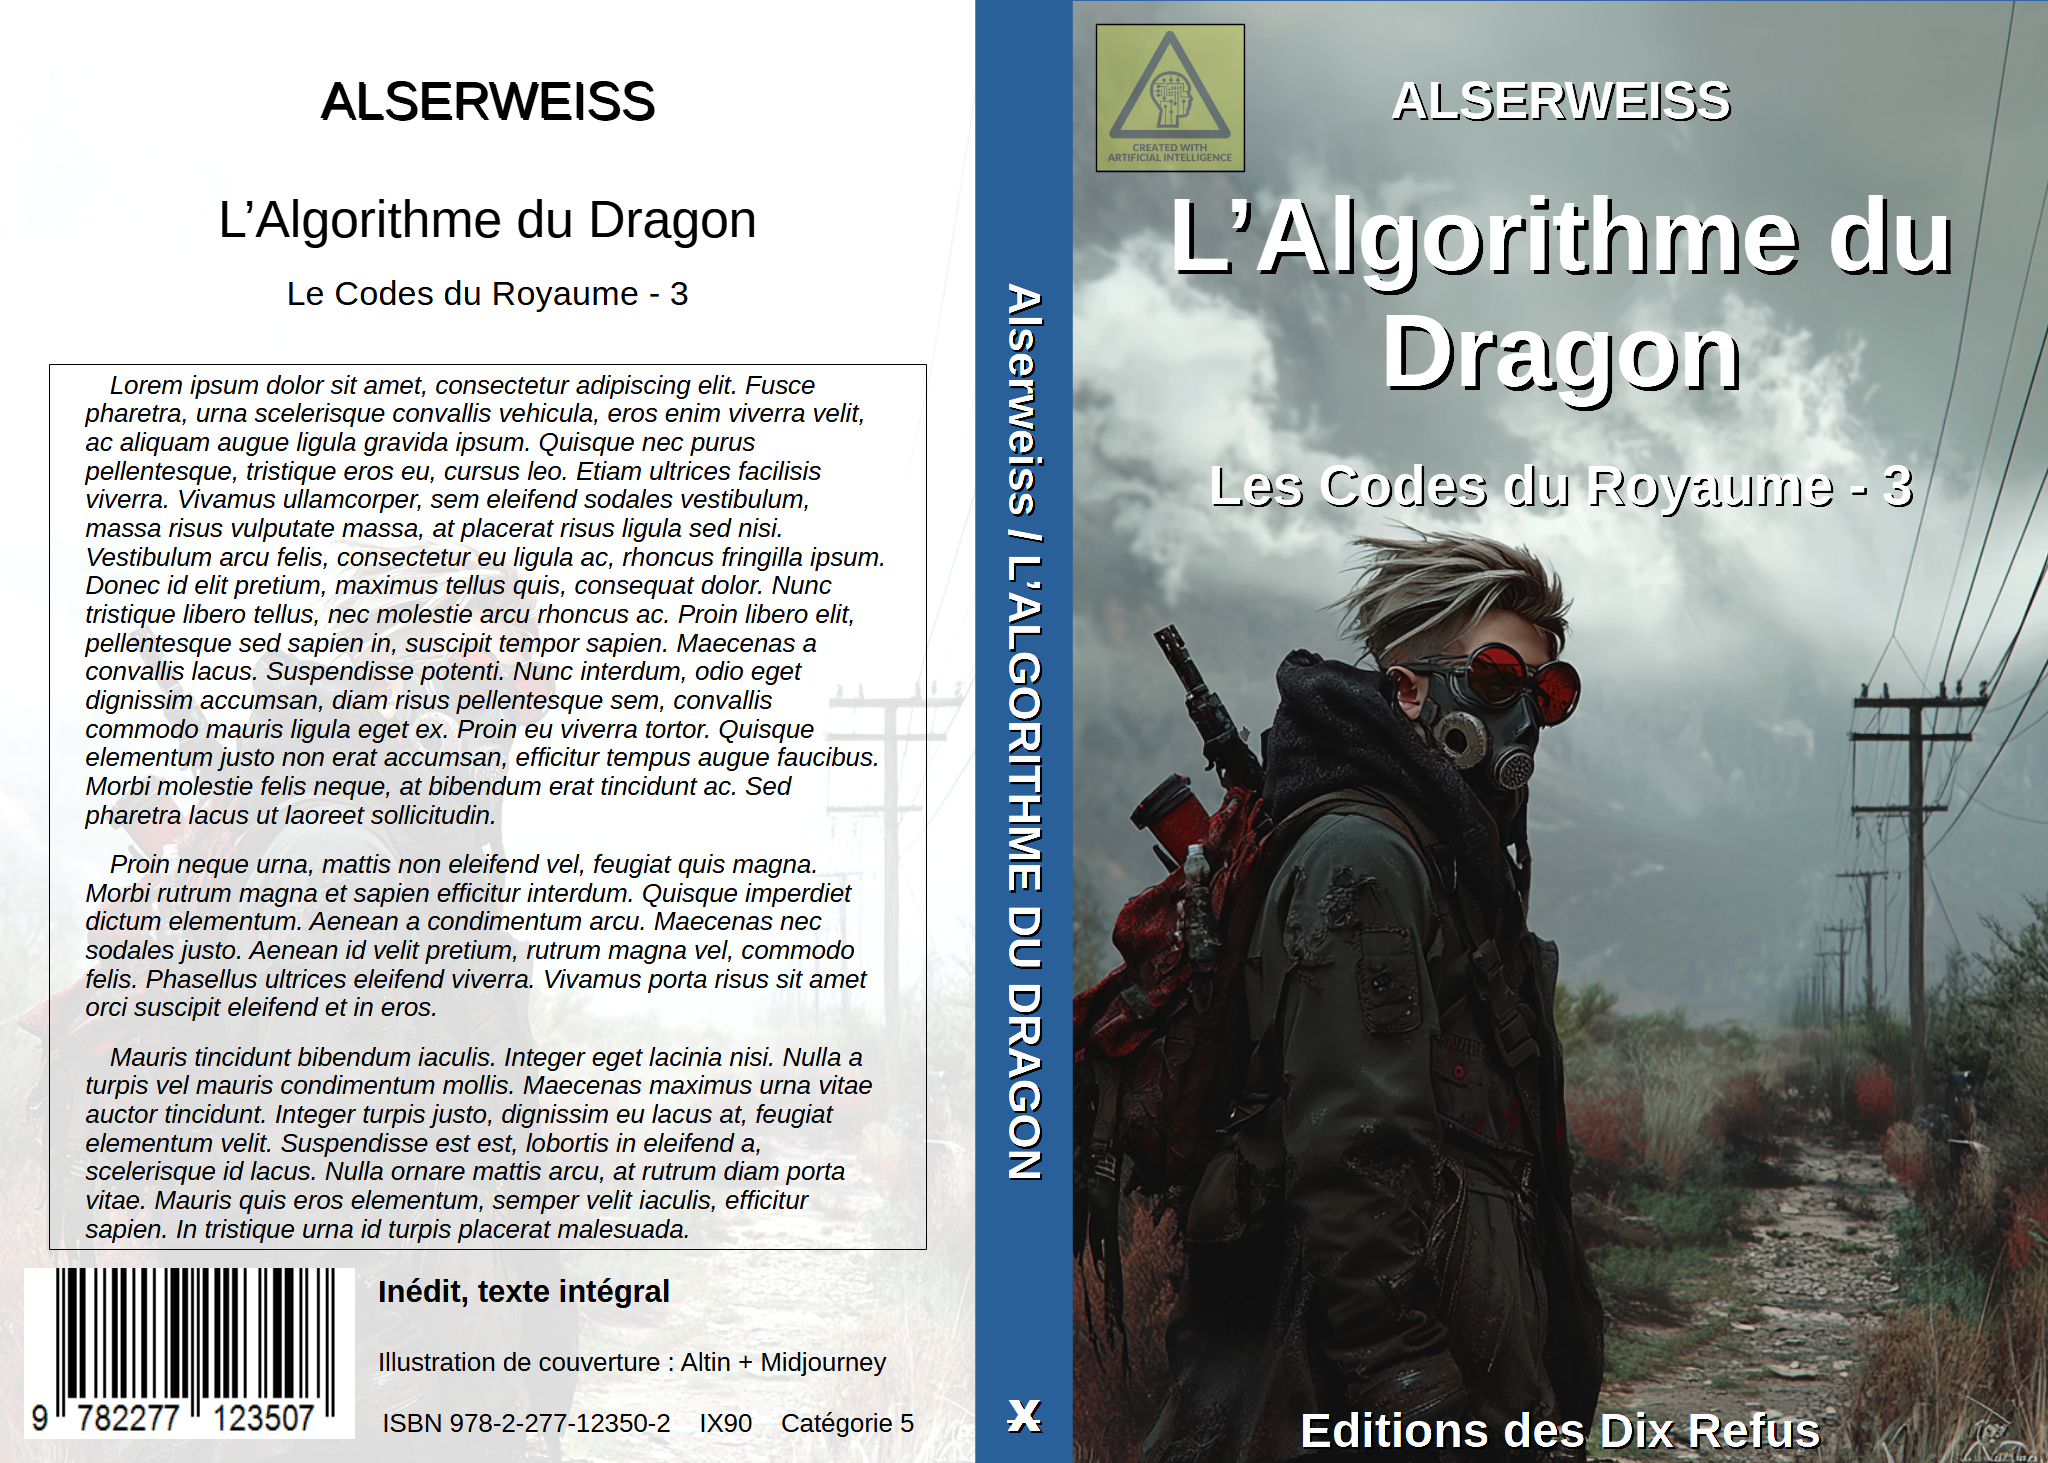 ALSERWEISS
L’Algorithme du Dragon
Le Codes du Royaume - 3
Lorem ipsum dolor sit amet, consectetur adipiscing elit. Fusce
pharetra, urna scelerisque convallis vehicula, eros enim viverra velit,
ac aliquam augue ligula gravida ipsum. Quisque nec purus
pellentesque, tristique eros eu, cursus leo. Etiam ultrices facilisis
viverra. Vivamus ullamcorper, sem eleifend sodales vestibulum,
massa risus vulputate massa, at placerat risus ligula sed nisi.
Vestibulum arcu felis, consectetur eu ligula ac, rhoncus fringilla ipsum.
Donec id elit pretium, maximus tellus quis, consequat dolor. Nunc
tristique libero tellus, nec molestie arcu rhoncus ac. Proin libero elit,
pellentesque sed sapien in, suscipit tempor sapien. Maecenas a
convallis lacus. Suspendisse potenti. Nunc interdum, odio eget
dignissim accumsan, diam risus pellentesque sem, convallis
commodo mauris ligula eget ex. Proin eu viverra tortor. Quisque
elementum justo non erat accumsan, efficitur tempus augue faucibus.
Morbi molestie felis neque, at bibendum erat tincidunt ac. Sed
pharetra lacus ut laoreet sollicitudin.
Proin neque urna, mattis non eleifend vel, feugiat quis magna.
Morbi rutrum magna et sapien efficitur interdum. Quisque imperdiet
dictum elementum. Aenean a condimentum arcu. Maecenas nec
sodales justo. Aenean id velit pretium, rutrum magna vel, commodo
felis. Phasellus ultrices eleifend viverra. Vivamus porta risus sit amet
orci suscipit eleifend et in eros.
Mauris tincidunt bibendum iaculis. Integer eget lacinia nisi. Nulla a
turpis vel mauris condimentum mollis. Maecenas maximus urna vitae
auctor tincidunt. Integer turpis justo, dignissim eu lacus at, feugiat
elementum velit. Suspendisse est est, lobortis in eleifend a,
scelerisque id lacus. Nulla ornare mattis arcu, at rutrum diam porta
vitae. Mauris quis eros elementum, semper velit iaculis, efficitur
sapien. In tristique urna id turpis placerat malesuada.
9 782277 123507
Inédit, texte intégral
Illustration de couverture : Altin + Midjourney
ISBN 978-2-277-12350-2 IX90 Catégorie 5
Alserweiss / L’ALGORITHME DU DRAGON
X
CREATED WITH
ARTIFICIAL INTELLIGENCE
ALSERWEISS
L’Algorithme du
Dragon
Les Codes du Royaume - 3
Editions des Dix Refus